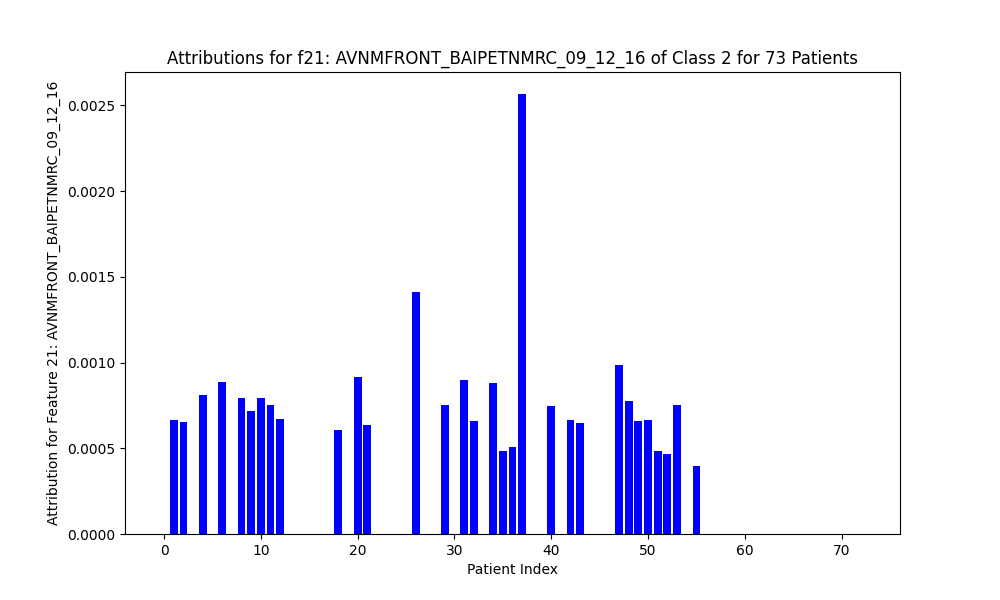 Attributions for f21: AVNMFRONT_BAIPETNMRC_09_12_16 of Class 2 for 73 Patients
Attribution for Feature 21: AVNMFRONT_BAIPETNMRC_09_12_16
0.0025
0.0020
0.0015
0.0010
0.0005
0.0000
0 10 20 30 40 50 60 70
Patient Index